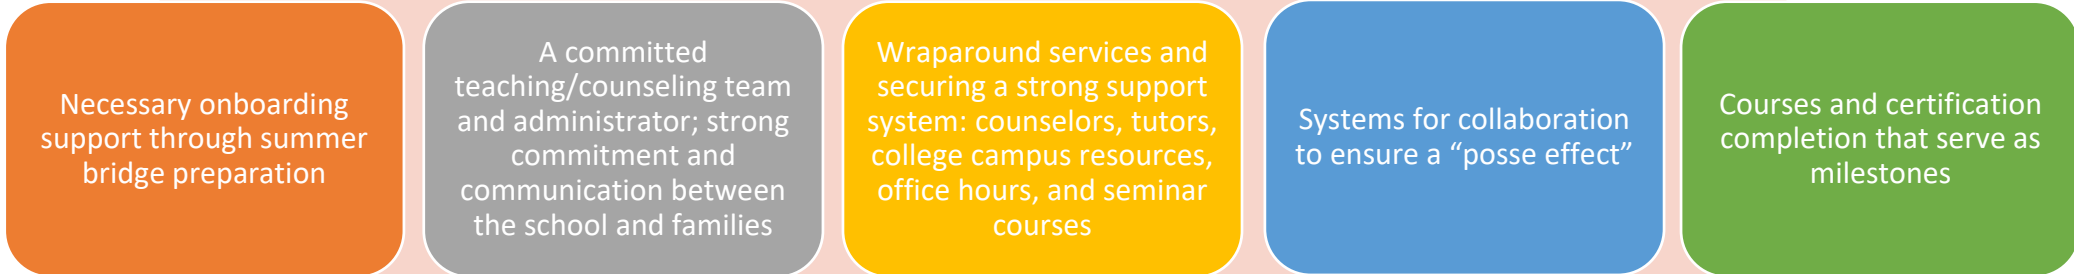 Necessary onboarding
support through summer
bridge preparation
A committed
teaching/counseling team
and administrator; strong
commitment and
communication between
the school and families
Wraparound services and
securing a strong support
system: counselors, tutors,
college campus resources,
office hours, and seminar
courses
Systems for collaboration
to ensure a “posse effect”
Courses and certification
completion that serve as
milestones